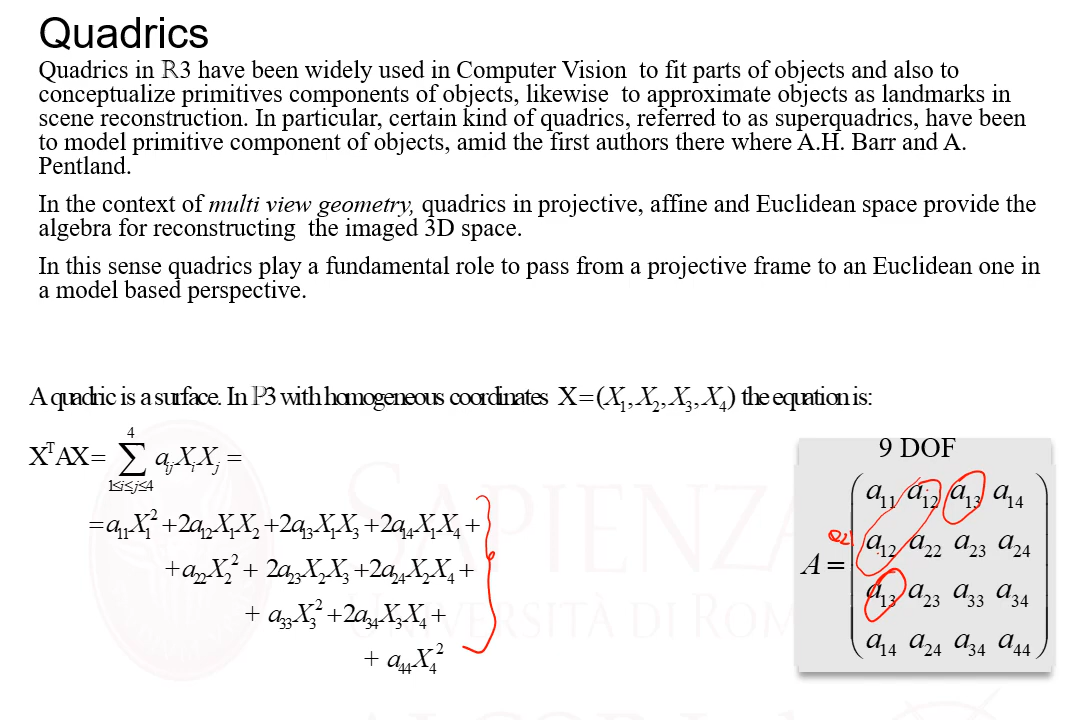 Quadrics
Quadrics in ℝ3 have been widely used in Computer Vision to fit parts of objects and also to
conceptualize primitives components of objects, likewise to approximate objects as landmarks in
scene reconstruction. In particular, certain kind of quadrics, referred to as superquadrics, have been
to model primitive component of objects, amid the first authors there where A.H. Barr and A.
Pentland.
In the context of multi view geometry, quadrics in projective, affine and Euclidean space provide the
algebra for reconstructing the imaged 3D space.
In this sense quadrics play a fundamental role to pass from a projective frame to an Euclidean one in
a model based perspective.
A quadric is a surface. In ℙ3 with homogeneous coordinates X=(X₁,X₂,X₃,X₄) the equation is:
XᵀAX= ∑ 4 1≤i≤j≤4 a_ij X_i X_j =
=a₁₁X₁²+2a₁₂X₁X₂+2a₁₃X₁X₃+2a₁₄X₁X₄+
+a₂₂X₂²+ 2a₂₃X₂X₃+2a₂₄X₂X₄+
+ a₃₃X₃²+2a₃₄X₃X₄+
+ a₄₄X₄²
9 DOF
a₁₁ a₁₂ a₁₃ a₁₄
a₁₂ a₂₂ a₂₃ a₂₄
A=
a₁₃ a₂₃ a₃₃ a₃₄
a₁₄ a₂₄ a₃₄ a₄₄
SAPIENZA
UNIVERSITÀ DI ROMA